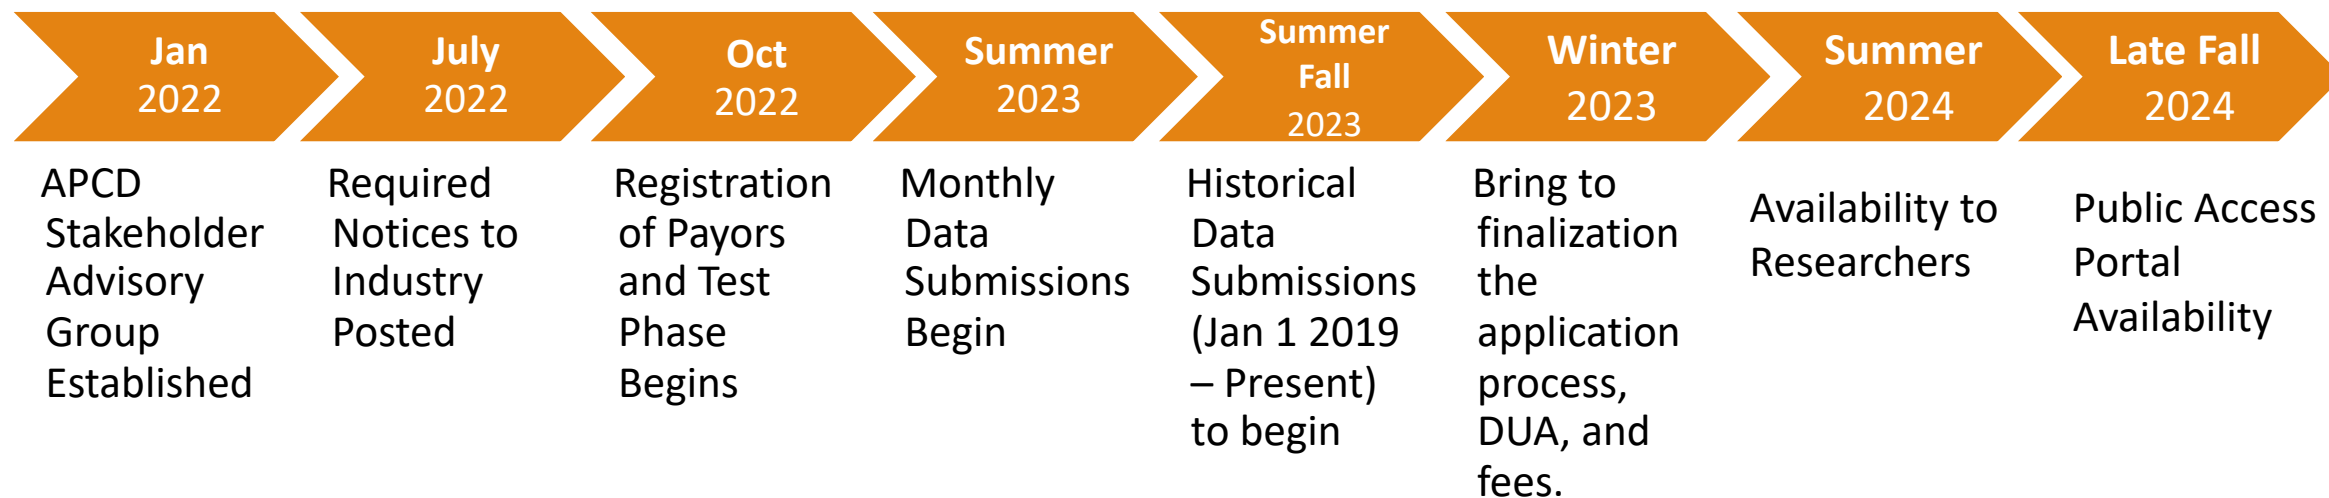 Jan
2022
July
2022
Oct
2022
Summer
2023
Summer
Fall
2023
Winter
2023
Summer
2024
Late Fall
2024
APCD
Stakeholder
Advisory
Group
Established
Required
Notices to
Industry
Posted
Registration
of Payors
and Test
Phase
Begins
Monthly
Data
Submissions
Begin
Historical
Data
Submissions
(Jan 1 2019
– Present)
to begin
Bring to
finalization
the
application
process,
DUA, and
fees.
Availability to
Researchers
Public Access
Portal
Availability